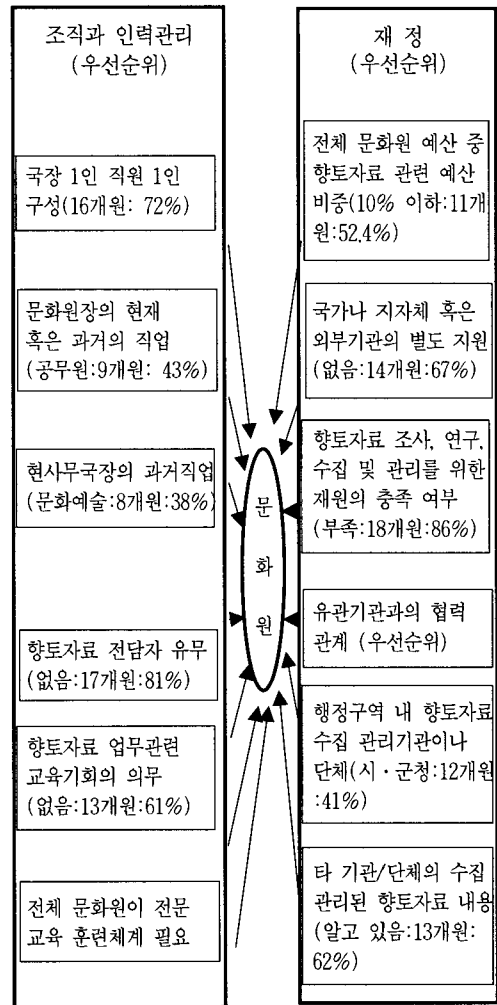 조직과 인력관리
(우선순위)
국장 1인 직원 1인
구성(16개원: 72%)
문화원장의 현재
혹은 과거의 직업
(공무원:9개원: 43%)
현사무국장의 과거직업
(문화예술:8개원:38%)
향토자료 전담자 유무
(없음:17개원:81%)
향토자료 업무관련
교육기회의 의무
(없음:13개원:61%)
전체 문화원이 전문
교육 훈련체계 필요
문
화
원
재 정
(우선순위)
전체 문화원 예산 중
향토자료 관련 예산
비중(10% 이하:11개
원:52.4%)
국가나 지자체 혹은
외부기관의 별도 지원
(없음:14개원:67%)
향토자료 조사, 연구,
수집 및 관리를 위한
재원의 충족 여부
(부족:18개원:86%)
유관기관과의 협력
관계 (우선순위)
행정구역 내 향토자료
수집 관리기관이나
단체(시·군청:12개원
:41%)
타 기관/단체의 수집
관리된 향토자료 내용
(알고 있음:13개원:
62%)